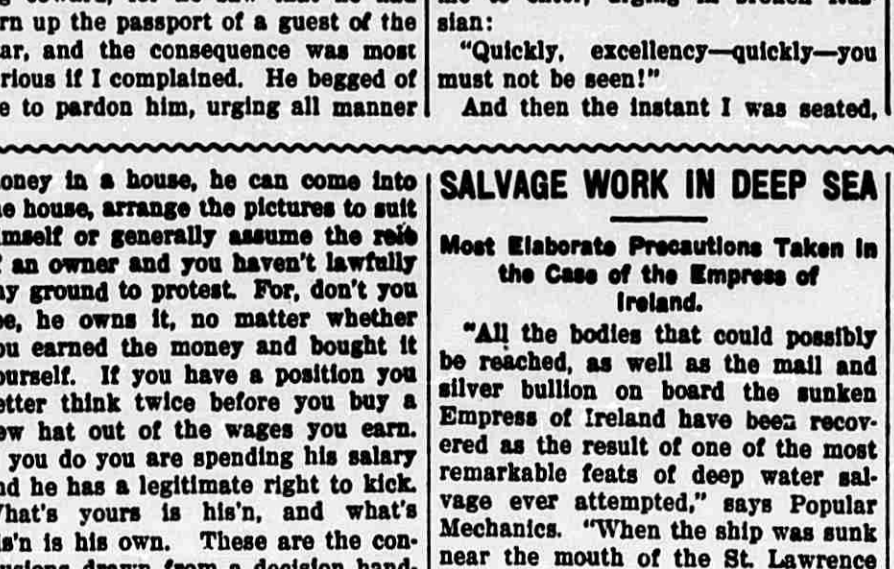 rn up the passport of a guest of the
ar, and the consequence was most
rious if I complained. He begged of
e to pardon him, urging all manner
sian:
"Quickly, excellency—quickly—you
must not be seen!"
And then the instant I was seated,
oney in a house, he can come into
e house, arrange the pictures to suit
mself or generally assume the role
f an owner and you haven't lawfully
ny ground to protest. For, don't you
ee, he owns it, no matter whether
ou earned the money and bought it
ourself. If you have a position you
etter think twice before you buy a
ew hat out of the wages you earn.
you do you are spending his salary
nd he has a legitimate right to kick.
What's yours is his'n, and what's
is'n is his own. These are the con-
SALVAGE WORK IN DEEP SEA
Most Elaborate Precautions Taken in
the Case of the Empress of
Ireland.
"All the bodies that could possibly
be reached, as well as the mail and
silver bullion on board the sunken
Empress of Ireland have been recov-
ered as the result of one of the most
remarkable feats of deep water sal-
vage ever attempted," says Popular
Mechanics. "When the ship was sunk
near the mouth of the St. Lawrence